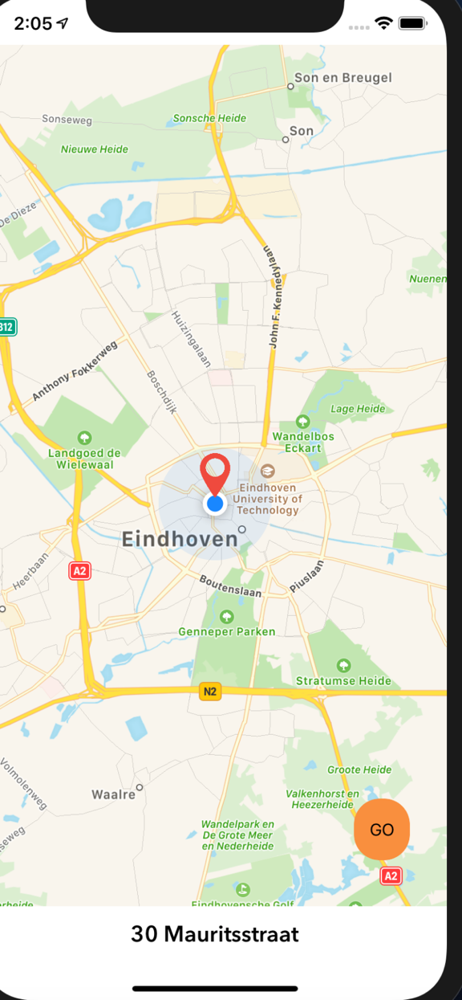 2:05
Son en Breugel
Sonseweg
Sonsche Heide
Son
Nieuwe Heide
De Dieze
John F. Kennedylaan
Nuenen
B12
Huizingalaan
Anthony Fokkerweg
Boschdijk
Lage Heide
Wandelbos
Eckart
Landgoed de
Wielewaal
Eindhoven
University of
Technology
Eindhoven
Heerbaan
A2
Piuslaan
Boutenslaan
Genneper Parken
Stratumse Heide
N2
Groote Heide
Volmolenweg
Waalre
Valkenhorst en
Heezerheide
Wandelpark en
De Grote Meer
en Nederheide
GO
seweg
A2
rheide
Eindhovensche Golf
30 Mauritsstraat